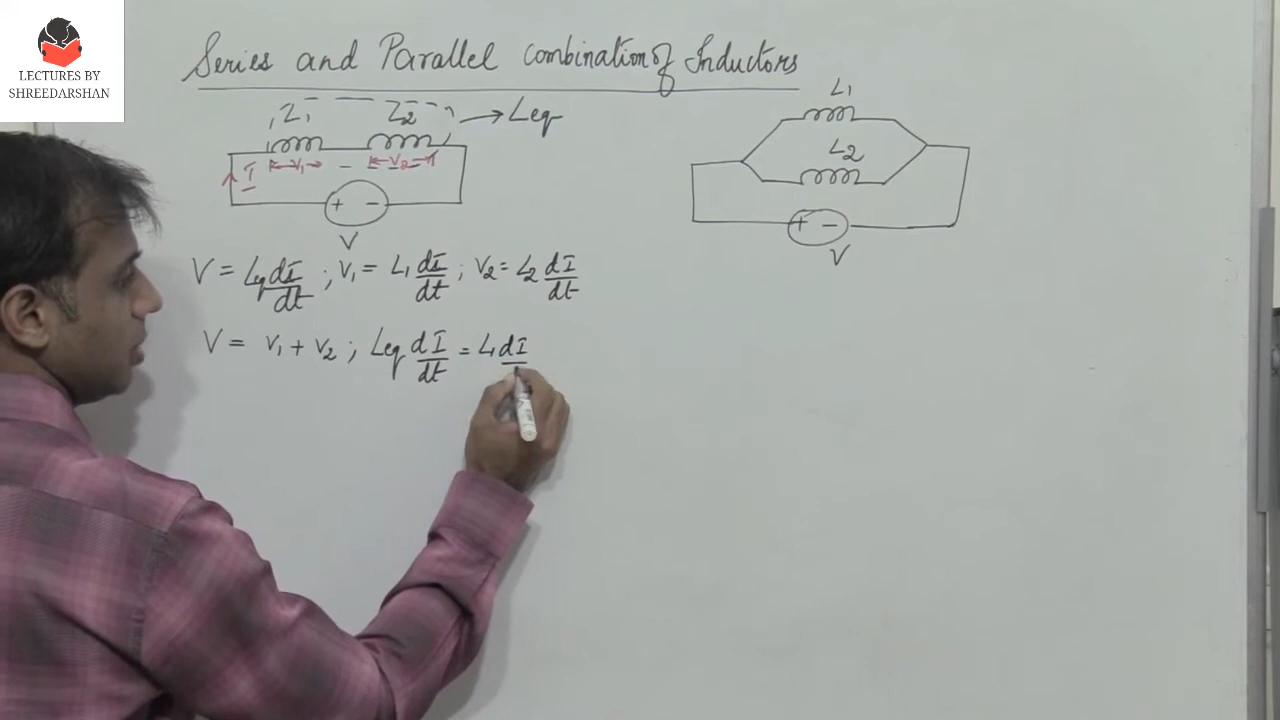 LECTURES BY
SHREEDARSHAN
Series and Parallel combination of Inductors
L1 L2 → Leq
I V1 - V2
+ -
V
V = Leq dI/dt ; V1 = L1 dI/dt ; V2 = L2 dI/dt
V = V1 + V2 ; Leq dI/dt = L1 dI
L1
L2
+ -
V